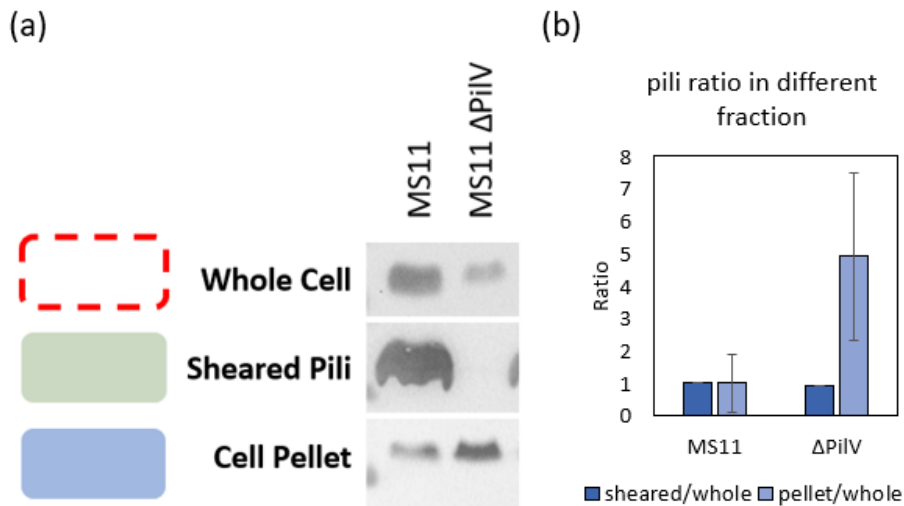 (a)
(b)
MS11
MS11 ΔPilV
Whole Cell
Sheared Pili
Cell Pellet
pili ratio in different
fraction
8
7
6
5
4
3
2
1
0
Ratio
MS11
ΔPilV
sheared/whole
pellet/whole